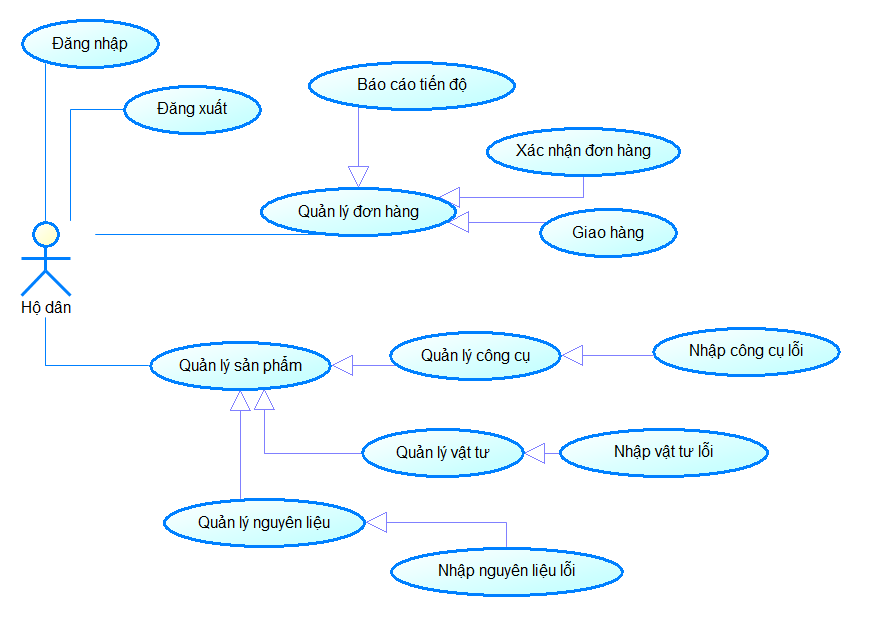 Đăng nhập
Đăng xuất
Báo cáo tiến độ
Xác nhận đơn hàng
Quản lý đơn hàng
Giao hàng
Hộ dân
Quản lý sản phẩm
Quản lý công cụ
Nhập công cụ lỗi
Quản lý vật tư
Nhập vật tư lỗi
Quản lý nguyên liệu
Nhập nguyên liệu lỗi